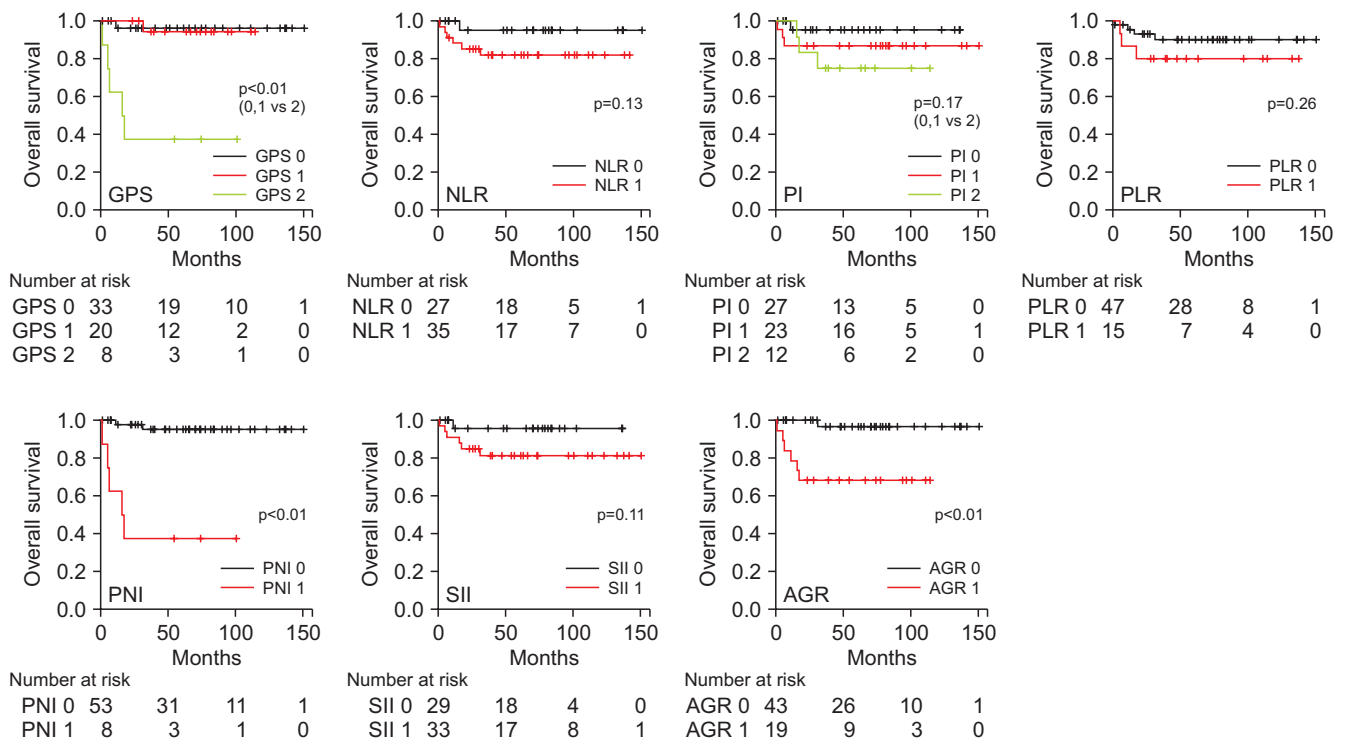 1.0
0.8
0.6
0.4
0.2
0.0
Overall survival
p<0.01
(0,1 vs 2)
GPS 0
GPS 1
GPS 2
GPS
0 50 100 150
Months
Number at risk
GPS 0 33 19 10 1
GPS 1 20 12 2 0
GPS 2 8 3 1 0
1.0
0.8
0.6
0.4
0.2
0.0
Overall survival
p=0.13
NLR 0
NLR 1
NLR
0 50 100 150
Months
Number at risk
NLR 0 27 18 5 1
NLR 1 35 17 7 0
1.0
0.8
0.6
0.4
0.2
0.0
Overall survival
p=0.17
(0,1 vs 2)
PI 0
PI 1
PI 2
PI
0 50 100 150
Months
Number at risk
PI 0 27 13 5 0
PI 1 23 16 5 1
PI 2 12 6 2 0
1.0
0.8
0.6
0.4
0.2
0.0
Overall survival
p=0.26
PLR 0
PLR 1
PLR
0 50 100 150
Months
Number at risk
PLR 0 47 28 8 1
PLR 1 15 7 4 0
1.0
0.8
0.6
0.4
0.2
0.0
Overall survival
p<0.01
PNI 0
PNI 1
PNI
0 50 100 150
Months
Number at risk
PNI 0 53 31 11 1
PNI 1 8 3 1 0
1.0
0.8
0.6
0.4
0.2
0.0
Overall survival
p=0.11
SII 0
SII 1
SII
0 50 100 150
Months
Number at risk
SII 0 29 18 4 0
SII 1 33 17 8 1
1.0
0.8
0.6
0.4
0.2
0.0
Overall survival
p<0.01
AGR 0
AGR 1
AGR
0 50 100 150
Months
Number at risk
AGR 0 43 26 10 1
AGR 1 19 9 3 0